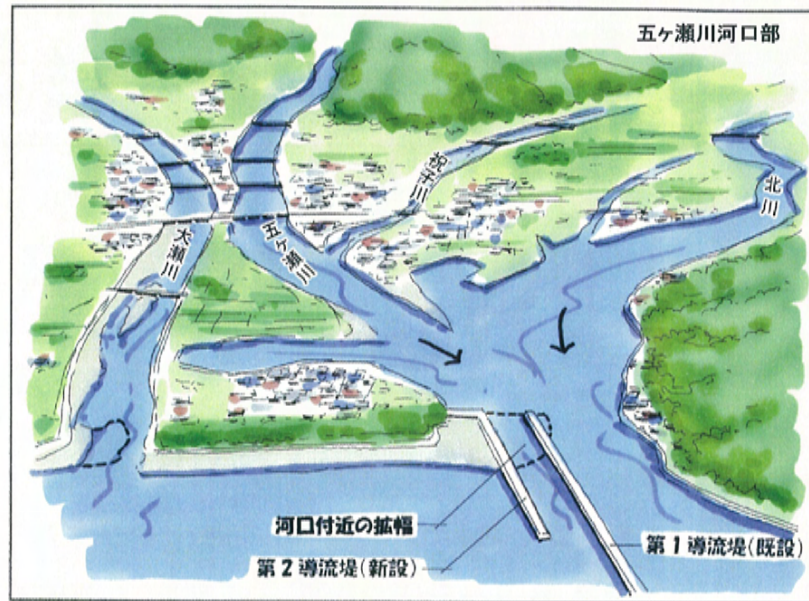 五ヶ瀬川河口部
祝子川
北川
大瀬川
五ヶ瀬川
河口付近の拡幅
第1導流堤(既設)
第2導流堤(新設)